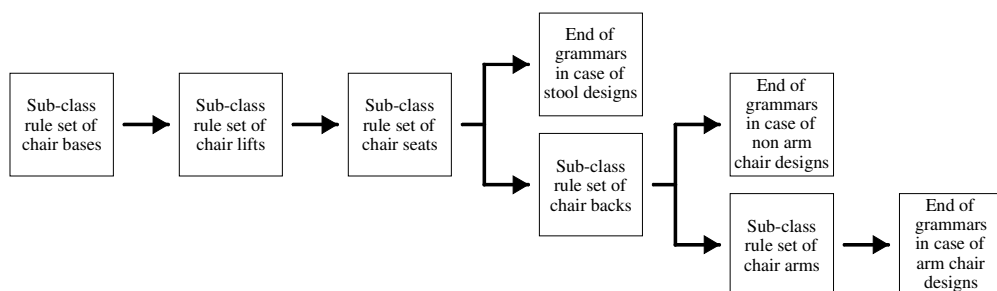 Sub-class
rule set of
chair bases
Sub-class
rule set of
chair lifts
Sub-class
rule set of
chair seats
End of
grammars
in case of
stool designs
Sub-class
rule set of
chair backs
End of
grammars
in case of
non arm
chair designs
Sub-class
rule set of
chair arms
End of
grammars
in case of
arm chair
designs